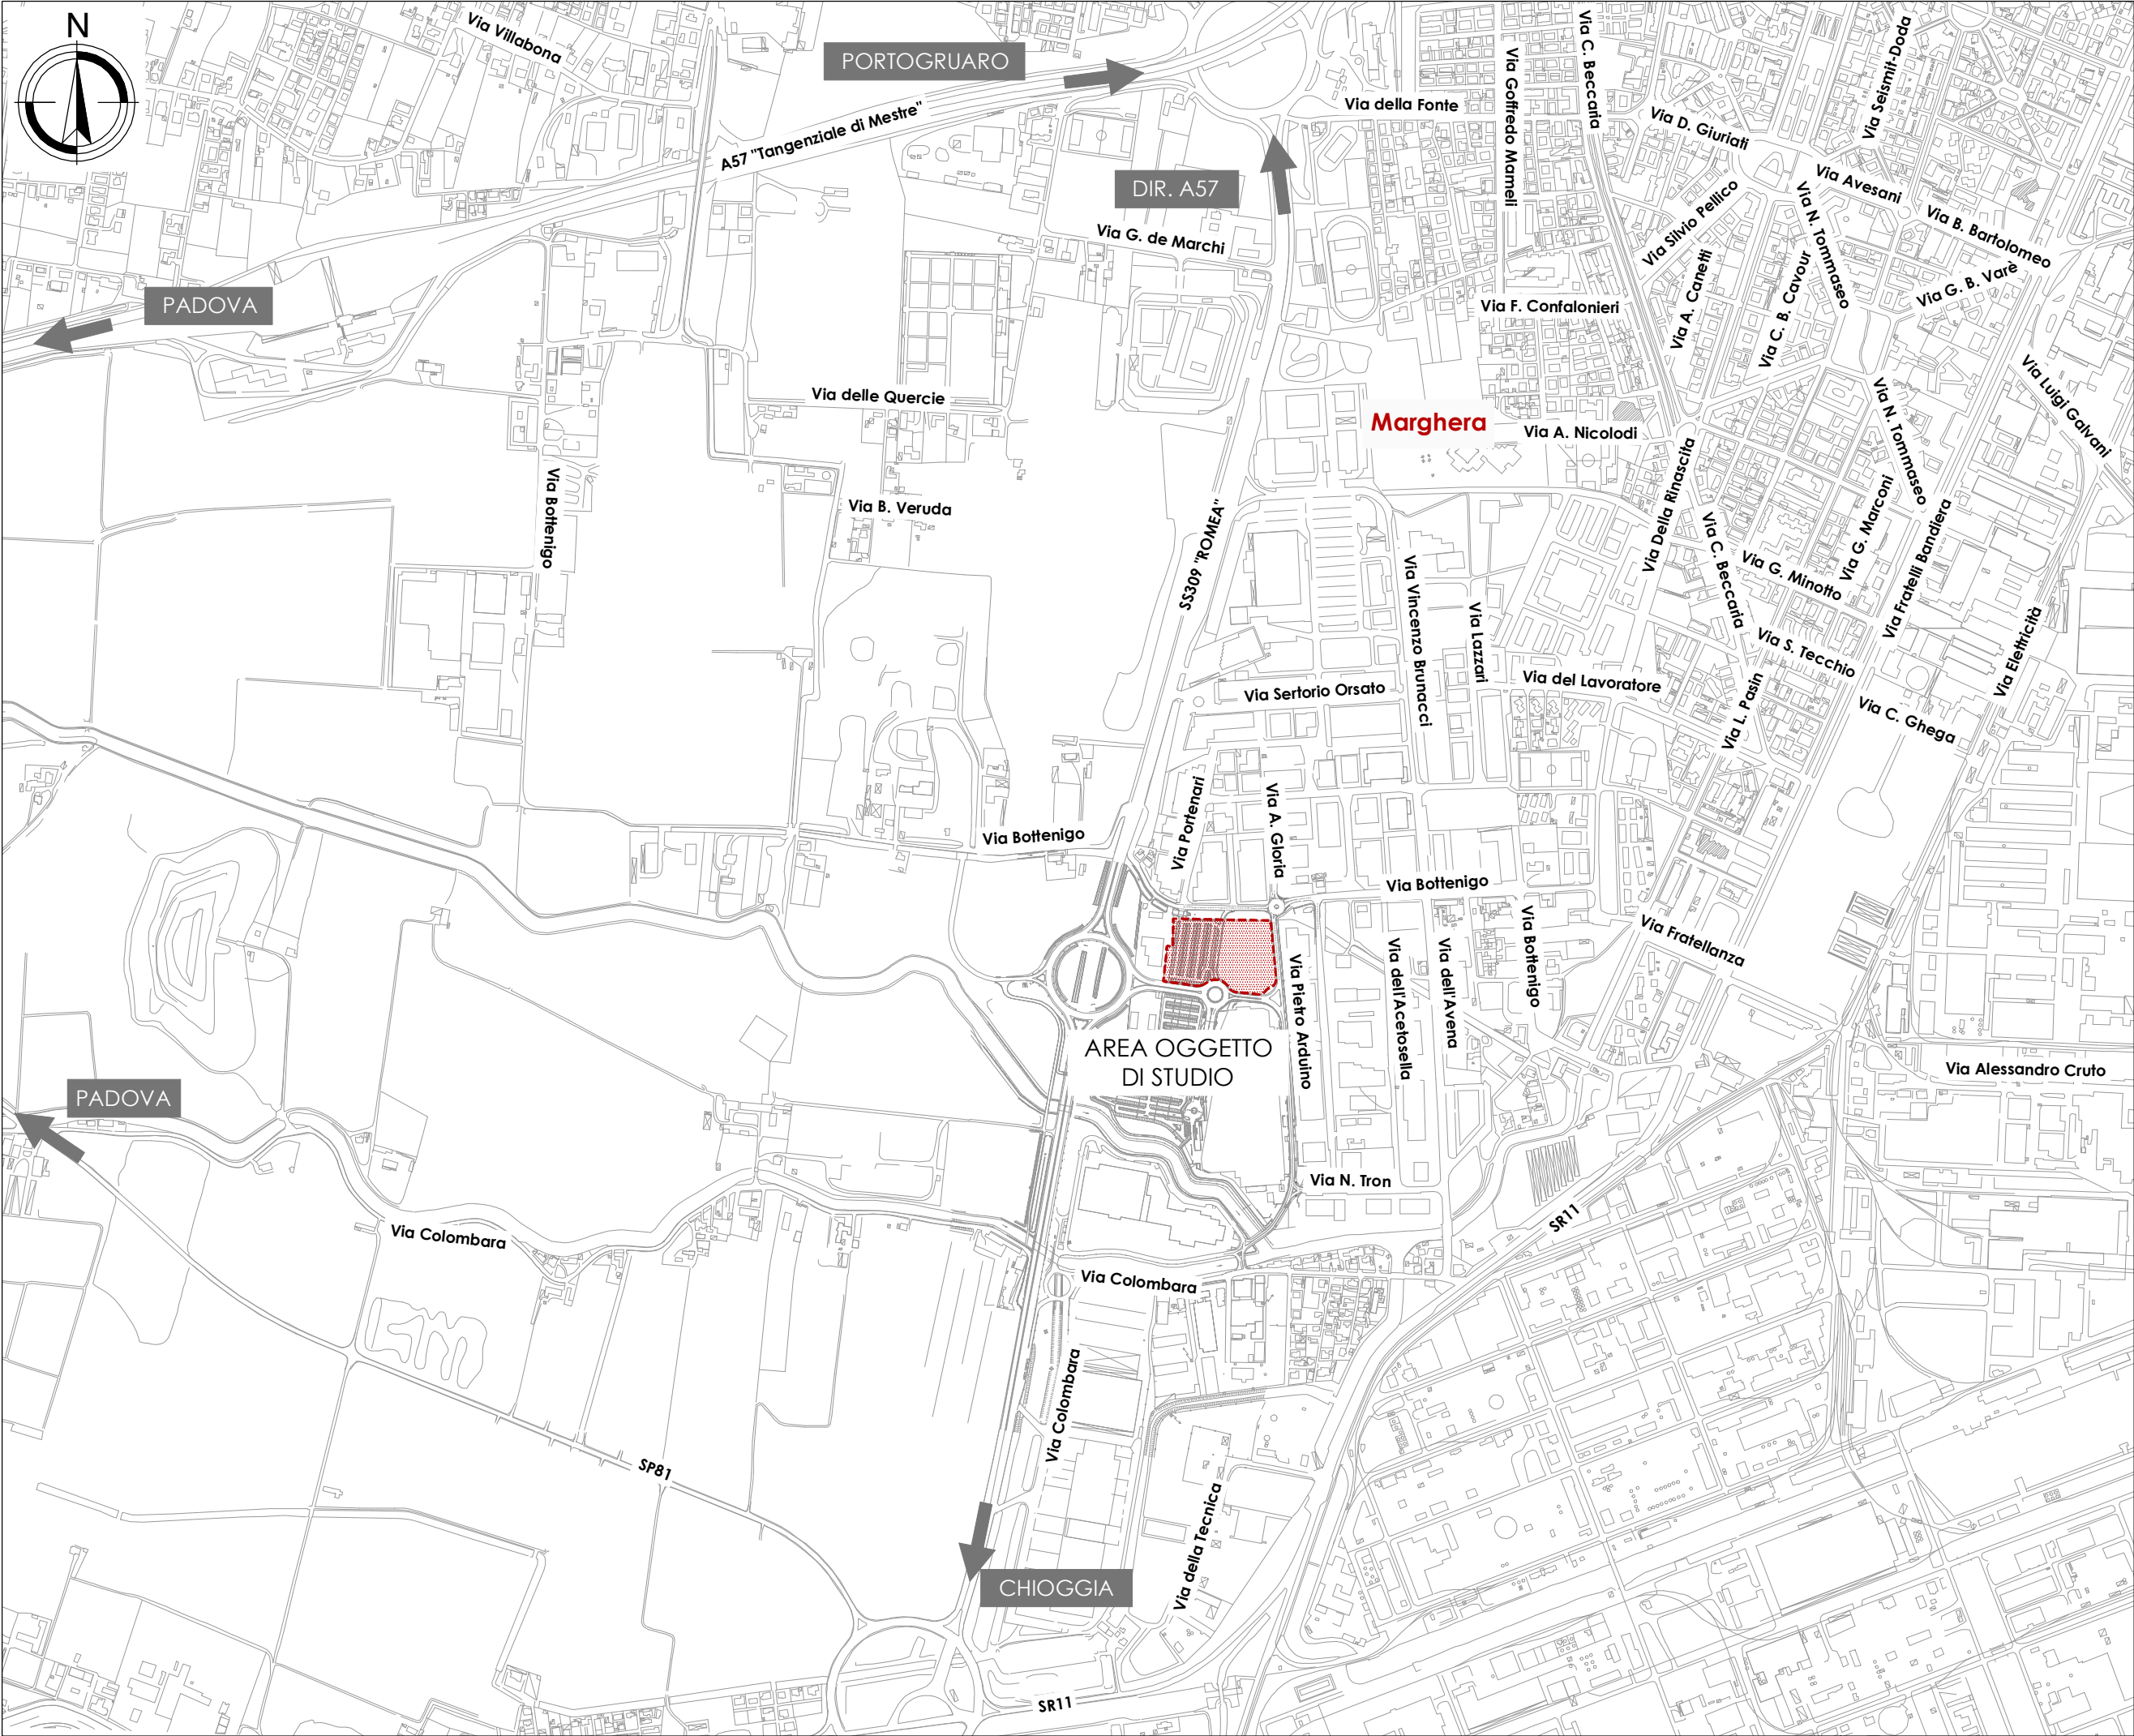 N
Via Villabona
PORTOGRUARO
A57 "Tangenziale di Mestre"
Via della Fonte
Via Goffredo Mameli
Via C. Beccaria
Via D. Giuriati
Via Seismit-Doda
DIR. A57
Via G. de Marchi
Via Avesani
Via Silvio Pellico
Via N. Tommaseo
Via B. Bartolomeo
Via A. Canetti
Via C. B. Cavour
Via G. B. Varè
PADOVA
Via F. Confalonieri
Via delle Quercie
Marghera
Via A. Nicolodi
Via Luigi Galvani
Via N. Tommaseo
Via Bottenigo
Via B. Veruda
SS309 "ROMEA"
Via Della Rinascita
Via G. Marconi
Via Fratelli Bandiera
Via C. Beccaria
Via G. Minotto
Via Vincenzo Brunacci
Via Lazzari
Via S. Tecchio
Via Elettricità
Via Sertorio Orsato
Via del Lavoratore
Via L. Pasin
Via C. Ghega
Via Portenari
Via A. Gloria
Via Bottenigo
Via Bottenigo
Via Bottenigo
Via Fratellanza
Via Pietro Arduino
Via dell'Acetosella
Via dell'Avena
AREA OGGETTO
DI STUDIO
Via Alessandro Cruto
PADOVA
Via N. Tron
SR11
Via Colombara
Via Colombara
Via Colombara
SP81
Via della Tecnica
CHIOGGIA
SR11